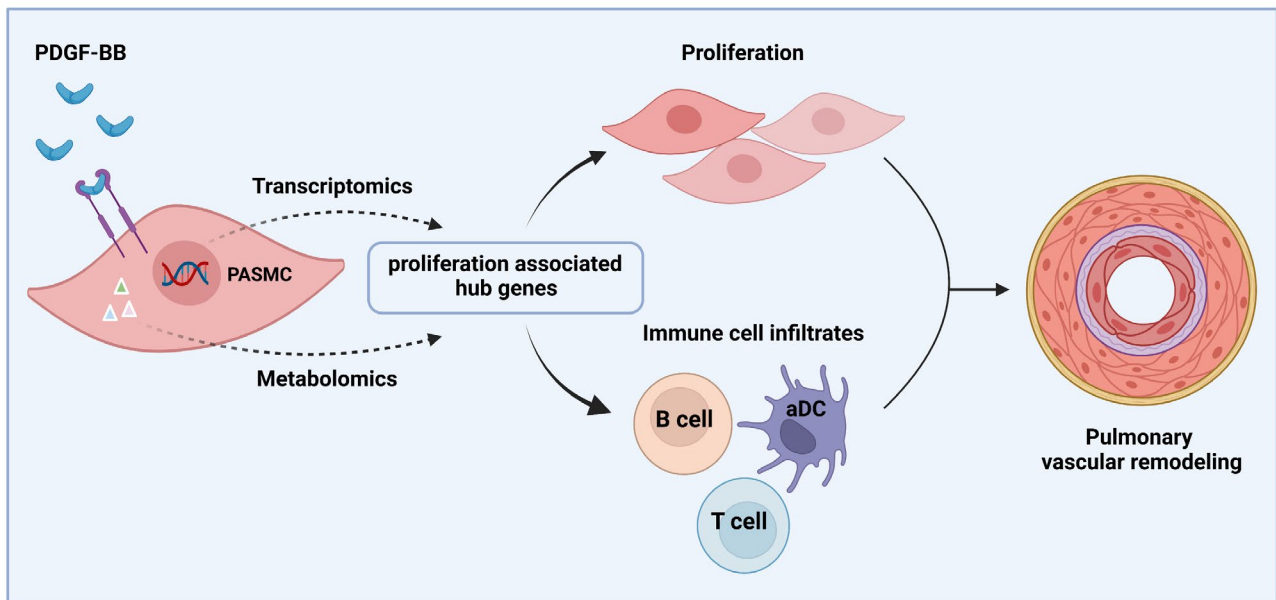 PDGF-BB
Proliferation
Transcriptomics
PASMC
proliferation associated
hub genes
Metabolomics
Immune cell infiltrates
B cell
aDC
T cell
Pulmonary
vascular remodeling